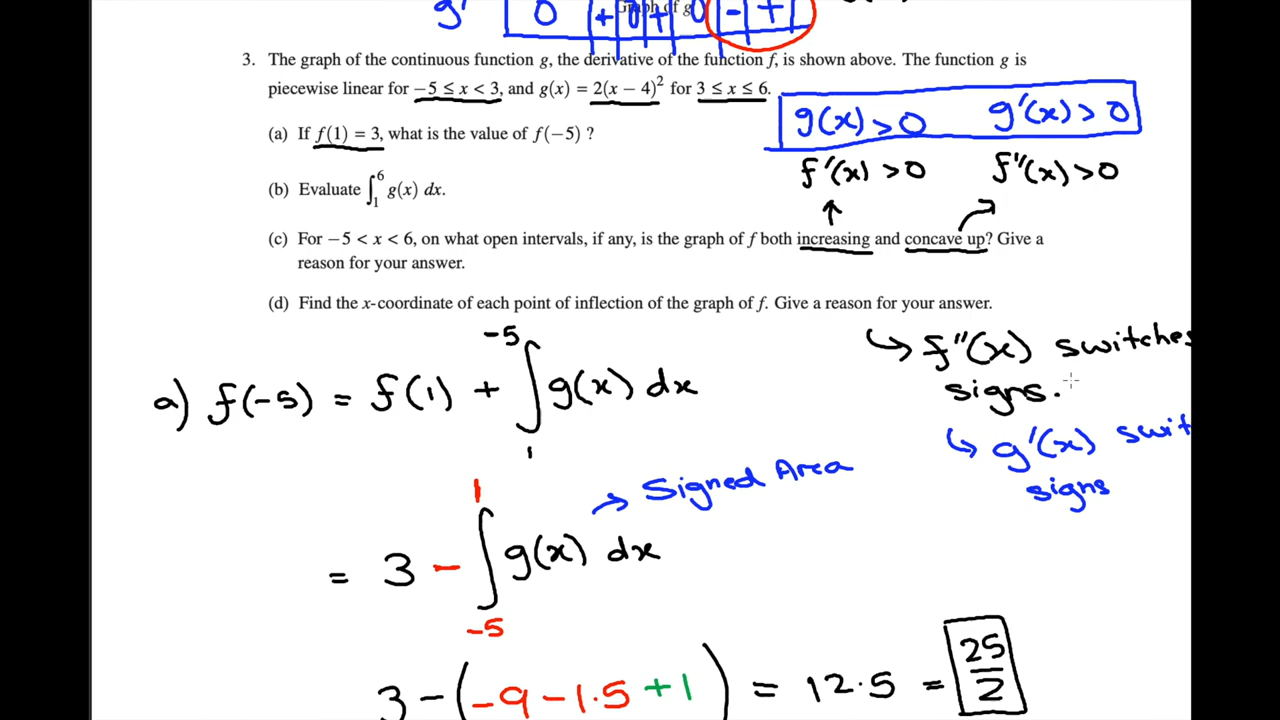 g' 0 + 0 + 0 - +
Graph of g
3. The graph of the continuous function g, the derivative of the function f, is shown above. The function g is
piecewise linear for −5 ≤ x < 3, and g(x) = 2(x − 4)² for 3 ≤ x ≤ 6.
g(x) > 0 g'(x) > 0
(a) If f(1) = 3, what is the value of f(−5) ?
f'(x) > 0 f''(x) > 0
(b) Evaluate ∫₁⁶ g(x) dx.
(c) For −5 < x < 6, on what open intervals, if any, is the graph of f both increasing and concave up? Give a
reason for your answer.
(d) Find the x-coordinate of each point of inflection of the graph of f. Give a reason for your answer.
↳ f''(x) switches
signs.
↳ g'(x) swit
signs
a) f(-5) = f(1) + ∫₁⁻⁵ g(x) dx
→ Signed Area
= 3 - ∫₋₅¹ g(x) dx
3 - (-9 - 1.5 + 1) = 12.5 = 25/2